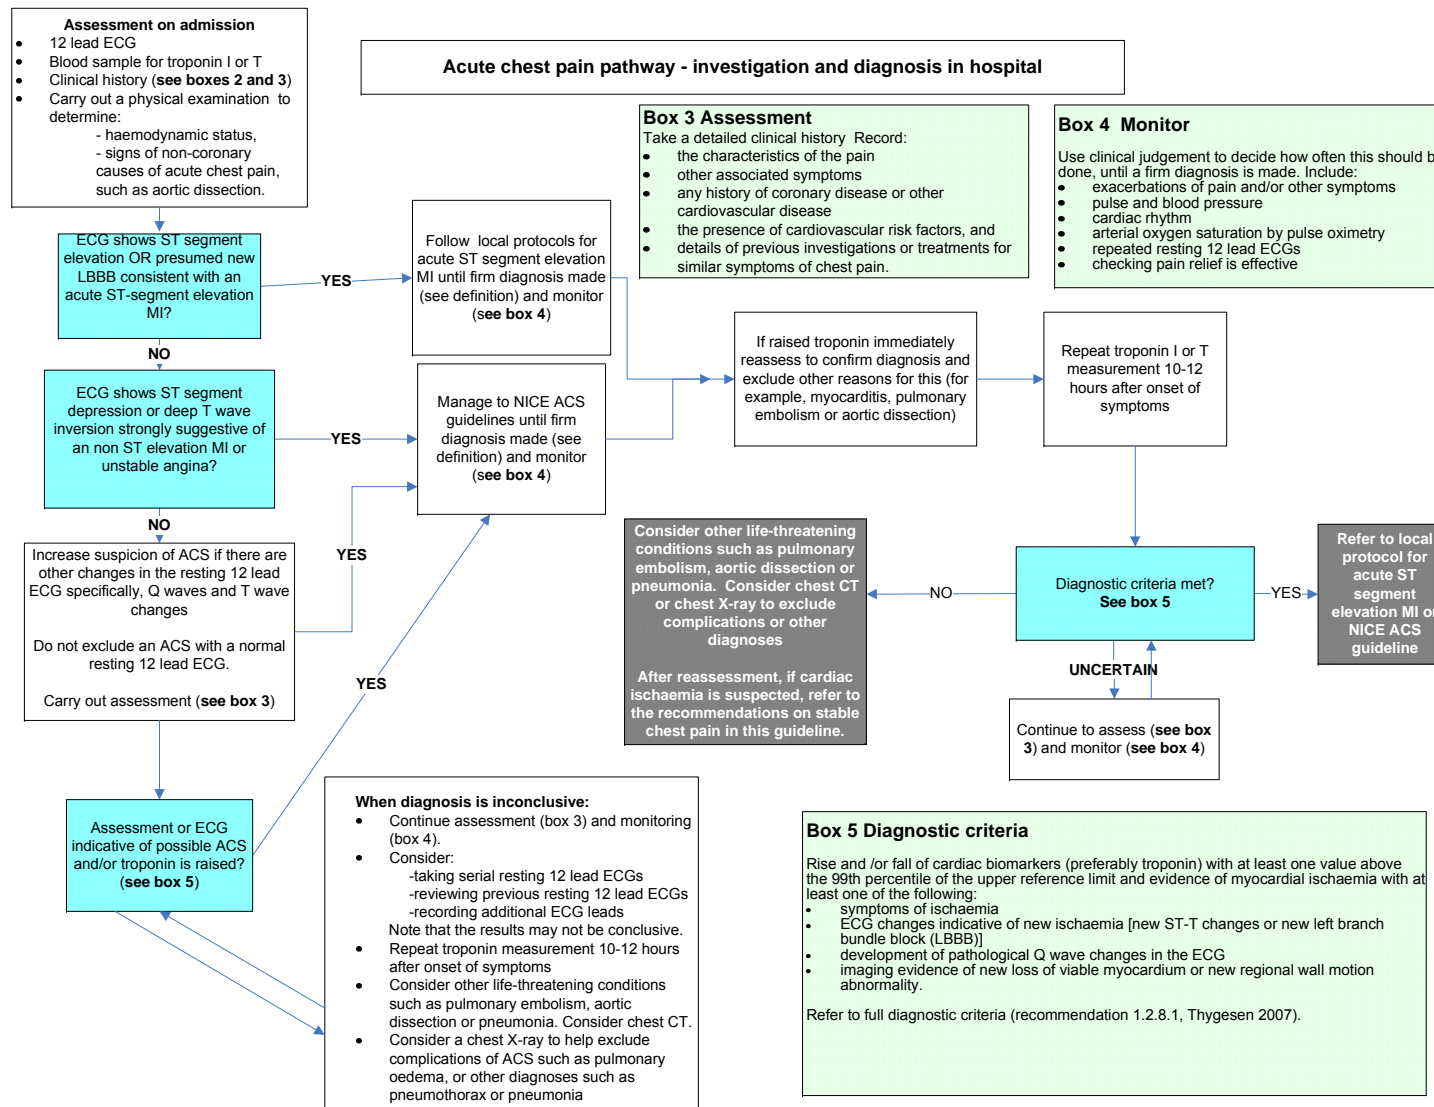 Assessment on admission
• 12 lead ECG
• Blood sample for troponin I or T
• Clinical history (see boxes 2 and 3)
• Carry out a physical examination to
determine:
- haemodynamic status,
- signs of non-coronary
causes of acute chest pain,
such as aortic dissection.
Acute chest pain pathway - investigation and diagnosis in hospital
Box 3 Assessment
Take a detailed clinical history Record:
• the characteristics of the pain
• other associated symptoms
• any history of coronary disease or other
cardiovascular disease
• the presence of cardiovascular risk factors, and
• details of previous investigations or treatments for
similar symptoms of chest pain.
Box 4 Monitor
Use clinical judgement to decide how often this should b
done, until a firm diagnosis is made. Include:
• exacerbations of pain and/or other symptoms
• pulse and blood pressure
• cardiac rhythm
• arterial oxygen saturation by pulse oximetry
• repeated resting 12 lead ECGs
• checking pain relief is effective
ECG shows ST segment
elevation OR presumed new
LBBB consistent with an
acute ST-segment elevation
MI?
YES
Follow local protocols for
acute ST segment elevation
MI until firm diagnosis made
(see definition) and monitor
(see box 4)
NO
ECG shows ST segment
depression or deep T wave
inversion strongly suggestive of
an non ST elevation MI or
unstable angina?
YES
Manage to NICE ACS
guidelines until firm
diagnosis made (see
definition) and monitor
(see box 4)
If raised troponin immediately
reassess to confirm diagnosis and
exclude other reasons for this (for
example, myocarditis, pulmonary
embolism or aortic dissection)
Repeat troponin I or T
measurement 10-12
hours after onset of
symptoms
NO
Increase suspicion of ACS if there are
other changes in the resting 12 lead
ECG specifically, Q waves and T wave
changes
Do not exclude an ACS with a normal
resting 12 lead ECG.
Carry out assessment (see box 3)
YES
YES
Consider other life-threatening
conditions such as pulmonary
embolism, aortic dissection or
pneumonia. Consider chest CT
or chest X-ray to exclude
complications or other
diagnoses
After reassessment, if cardiac
ischaemia is suspected, refer to
the recommendations on stable
chest pain in this guideline.
NO
Diagnostic criteria met?
See box 5
YES
Refer to local
protocol for
acute ST
segment
elevation MI or
NICE ACS
guideline
UNCERTAIN
Continue to assess (see box
3) and monitor (see box 4)
Assessment or ECG
indicative of possible ACS
and/or troponin is raised?
(see box 5)
When diagnosis is inconclusive:
• Continue assessment (box 3) and monitoring
(box 4).
• Consider:
-taking serial resting 12 lead ECGs
-reviewing previous resting 12 lead ECGs
-recording additional ECG leads
Note that the results may not be conclusive.
• Repeat troponin measurement 10-12 hours
after onset of symptoms
• Consider other life-threatening conditions
such as pulmonary embolism, aortic
dissection or pneumonia. Consider chest CT.
• Consider a chest X-ray to help exclude
complications of ACS such as pulmonary
oedema, or other diagnoses such as
pneumothorax or pneumonia
Box 5 Diagnostic criteria
Rise and /or fall of cardiac biomarkers (preferably troponin) with at least one value above
the 99th percentile of the upper reference limit and evidence of myocardial ischaemia with at
least one of the following:
• symptoms of ischaemia
• ECG changes indicative of new ischaemia [new ST-T changes or new left branch
bundle block (LBBB)]
• development of pathological Q wave changes in the ECG
• imaging evidence of new loss of viable myocardium or new regional wall motion
abnormality.
Refer to full diagnostic criteria (recommendation 1.2.8.1, Thygesen 2007).